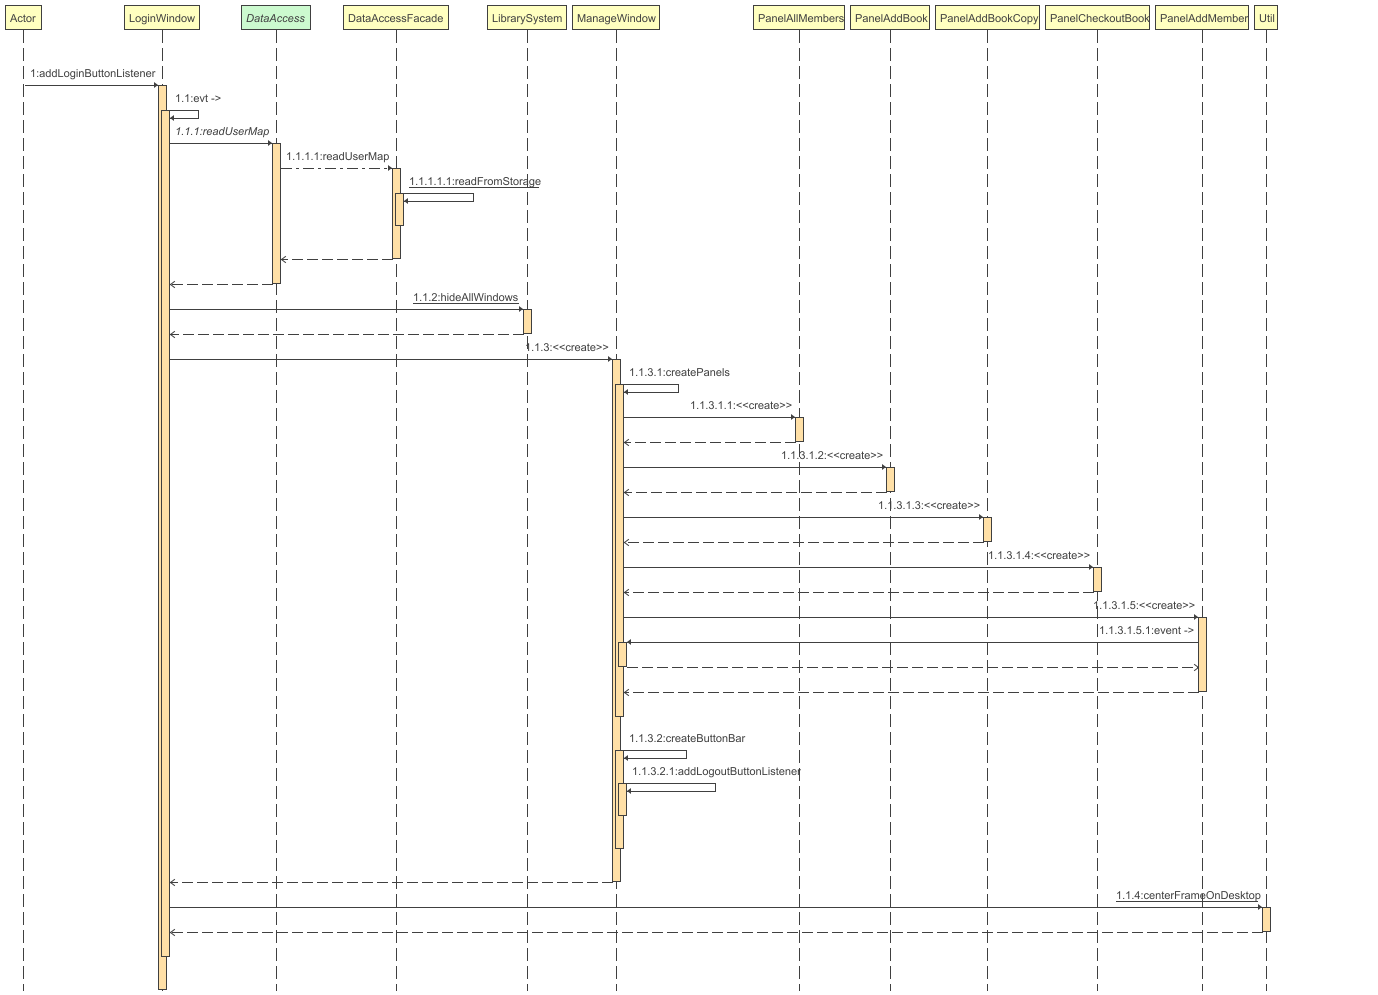 Actor
LoginWindow
DataAccess
DataAccessFacade
LibrarySystem
ManageWindow
PanelAllMembers
PanelAddBook
PanelAddBookCopy
PanelCheckoutBook
PanelAddMember
Util
1:addLoginButtonListener
1.1:evt ->
1.1.1:readUserMap
1.1.1.1:readUserMap
1.1.1.1.1:readFromStorage
1.1.2:hideAllWindows
1.1.3:<<create>>
1.1.3.1:createPanels
1.1.3.1.1:<<create>>
1.1.3.1.2:<<create>>
1.1.3.1.3:<<create>>
1.1.3.1.4:<<create>>
1.1.3.1.5:<<create>>
1.1.3.1.5.1:event ->
1.1.3.2:createButtonBar
1.1.3.2.1:addLogoutButtonListener
1.1.4:centerFrameOnDesktop